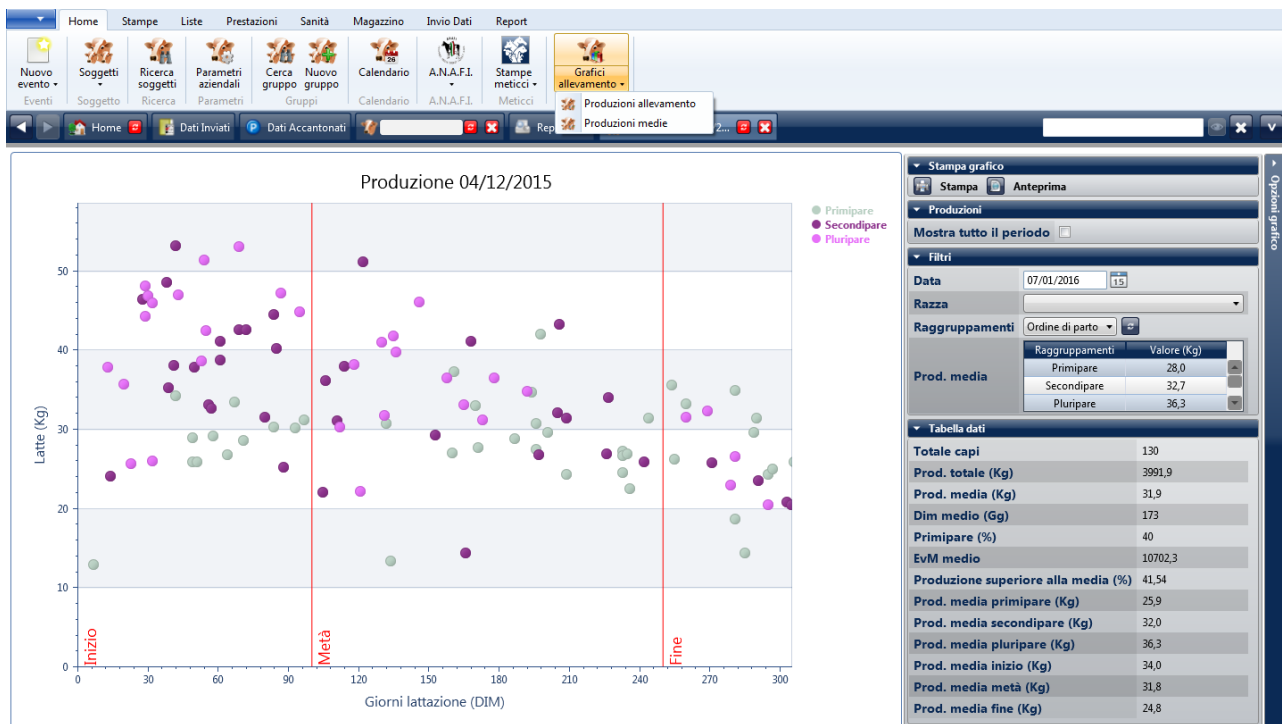 Home Stampe Liste Prestazioni Sanità Magazzino Invio Dati Report
Nuovo evento
Soggetti
Ricerca soggetti
Parametri aziendali
Cerca gruppo
Nuovo gruppo
26
Calendario
A.N.A.F.I.
Stampe meticci
Grafici allevamento
Eventi Soggetto Ricerca Parametri Gruppi Calendario A.N.A.F.I. Meticci
Produzioni allevamento
Produzioni medie
Home Dati Inviati P Dati Accantonati Rep 2... v
Produzione 04/12/2015
Primipare
Secondipare
Pluripare
Latte (Kg)
50
40
30
20
10
0
Inizio
Metà
Fine
0 30 60 90 120 150 180 210 240 270 300
Giorni lattazione (DIM)
Opzioni grafico
Stampa grafico
Stampa Anteprima
Produzioni
Mostra tutto il periodo
Filtri
Data 07/01/2016 15
Razza
Raggruppamenti Ordine di parto
Prod. media
Raggruppamenti Valore (Kg)
Primipare 28,0
Secondipare 32,7
Pluripare 36,3
Tabella dati
Totale capi 130
Prod. totale (Kg) 3991,9
Prod. media (Kg) 31,9
Dim medio (Gg) 173
Primipare (%) 40
EvM medio 10702,3
Produzione superiore alla media (%) 41,54
Prod. media primipare (Kg) 25,9
Prod. media secondipare (Kg) 32,0
Prod. media pluripare (Kg) 36,3
Prod. media inizio (Kg) 34,0
Prod. media metà (Kg) 31,8
Prod. media fine (Kg) 24,8